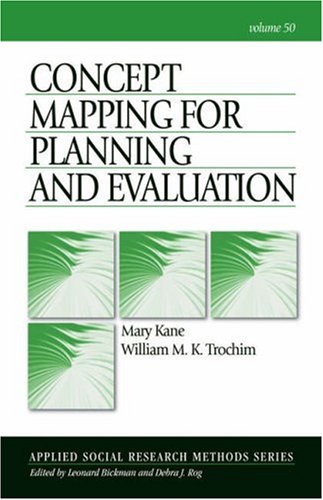 volume 50
CONCEPT
MAPPING FOR
PLANNING
AND EVALUATION
Mary Kane
William M. K. Trochim
APPLIED SOCIAL RESEARCH METHODS SERIES
Edited by Leonard Bickman and Debra J. Rog